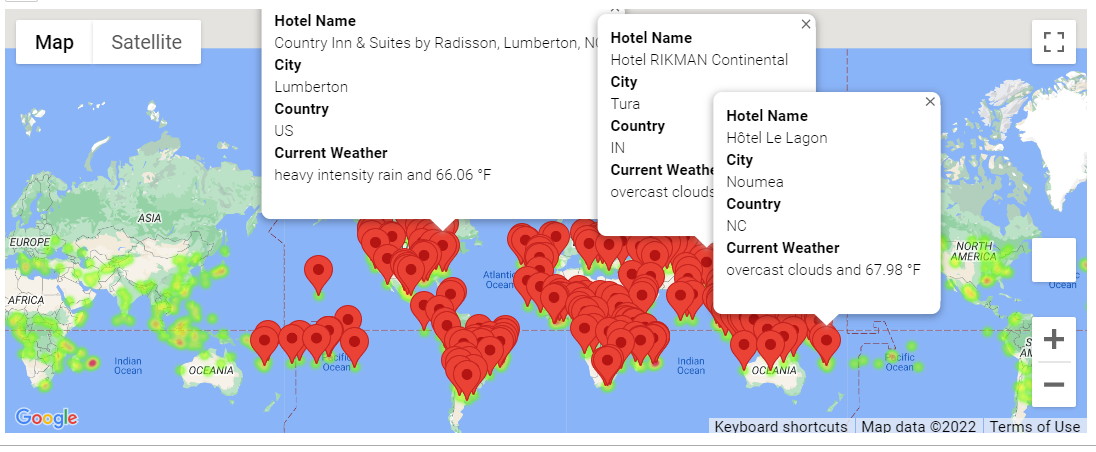 Map
Satellite
Hotel Name
Country Inn & Suites by Radisson, Lumberton, NC
City
Lumberton
Country
US
Current Weather
heavy intensity rain and 66.06 °F
Hotel Name
Hotel RIKMAN Continental
City
Tura
Country
IN
Current Weathe
overcast clouds
Hotel Name
Hôtel Le Lagon
City
Noumea
Country
NC
Current Weather
overcast clouds and 67.98 °F
ASIA
EUROPE
AFRICA
Indian
Ocean
OCEANIA
Pacific
Ocean
Atlantic
Ocean
Indian
Ocean
OCEANIA
Pacific
Ocean
NORTH
AMERICA
Ocean
Google
Keyboard shortcuts
Map data ©2022
Terms of Use